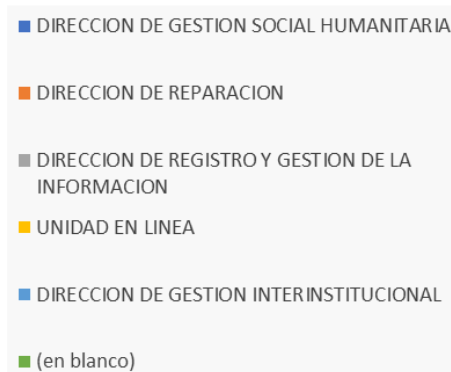 DIRECCION DE GESTION SOCIAL HUMANITARIA
DIRECCION DE REPARACION
DIRECCION DE REGISTRO Y GESTION DE LA
INFORMACION
UNIDAD EN LINEA
DIRECCION DE GESTION INTERINSTITUCIONAL
(en blanco)